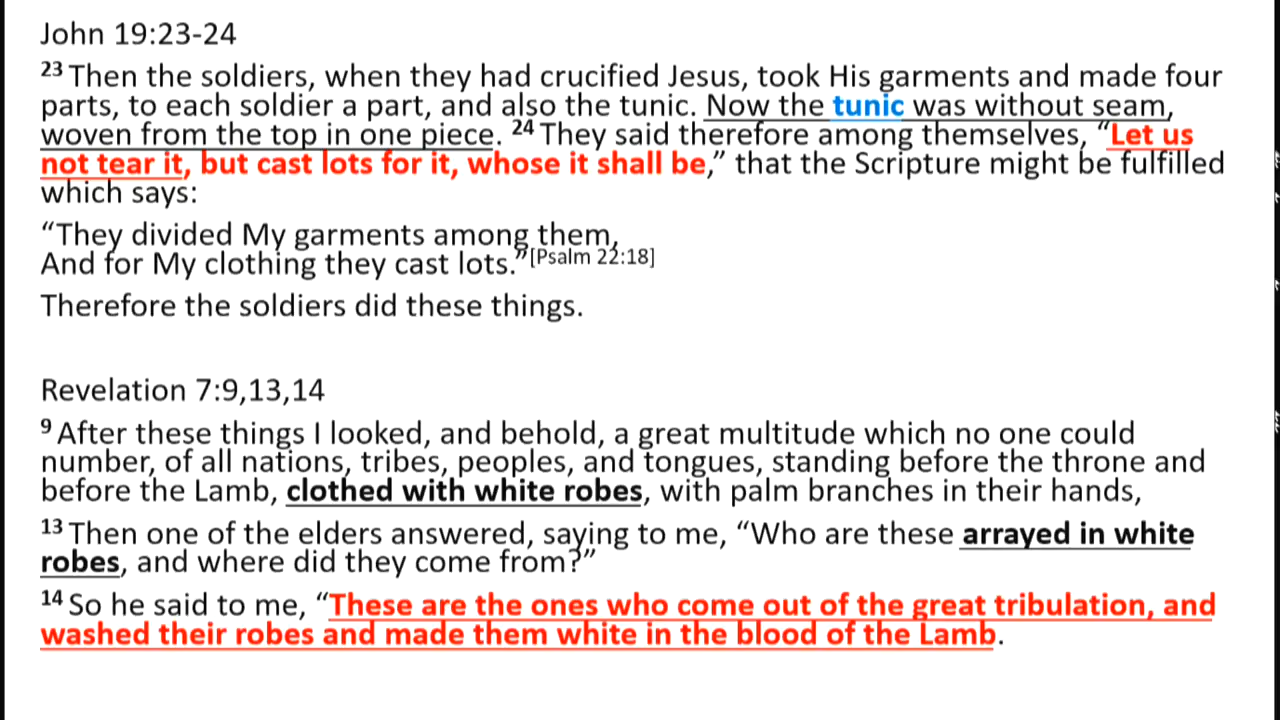 John 19:23-24
23 Then the soldiers, when they had crucified Jesus, took His garments and made four
parts, to each soldier a part, and also the tunic. Now the tunic was without seam,
woven from the top in one piece. 24 They said therefore among themselves, “Let us
not tear it, but cast lots for it, whose it shall be,” that the Scripture might be fulfilled
which says:
“They divided My garments among them,
And for My clothing they cast lots.”[Psalm 22:18]
Therefore the soldiers did these things.
Revelation 7:9,13,14
9 After these things I looked, and behold, a great multitude which no one could
number, of all nations, tribes, peoples, and tongues, standing before the throne and
before the Lamb, clothed with white robes, with palm branches in their hands,
13 Then one of the elders answered, saying to me, “Who are these arrayed in white
robes, and where did they come from?”
14 So he said to me, “These are the ones who come out of the great tribulation, and
washed their robes and made them white in the blood of the Lamb.